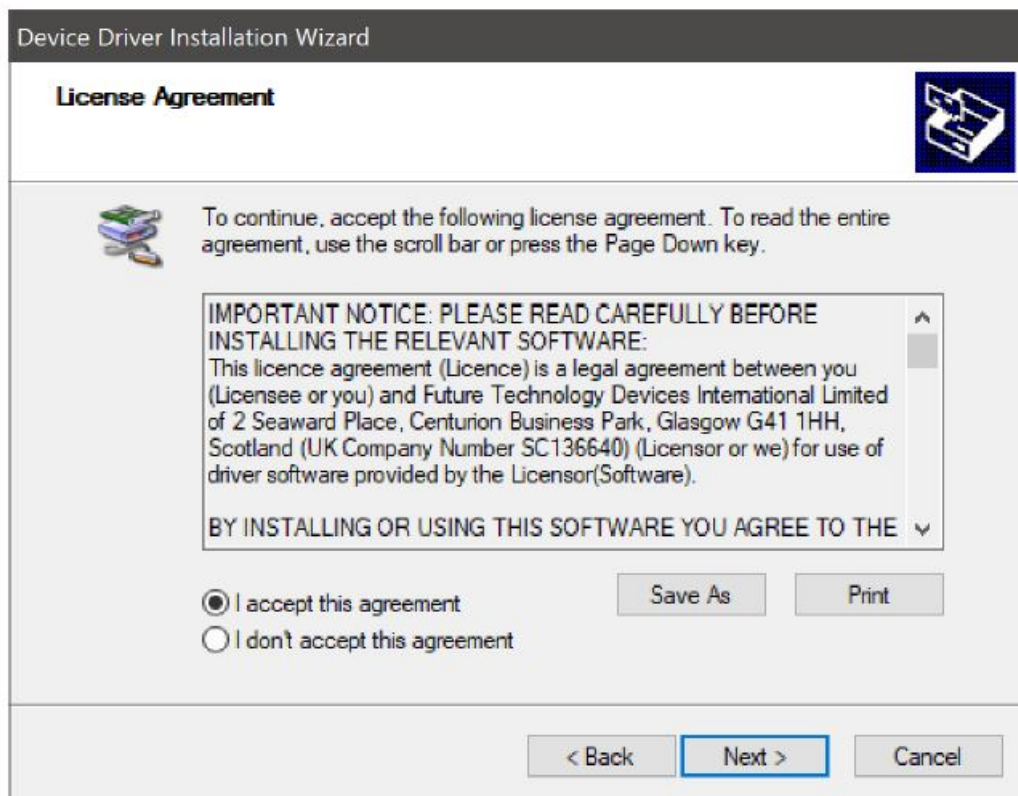 Device Driver Installation Wizard
License Agreement
To continue, accept the following license agreement. To read the entire
agreement, use the scroll bar or press the Page Down key.
IMPORTANT NOTICE: PLEASE READ CAREFULLY BEFORE
INSTALLING THE RELEVANT SOFTWARE:
This licence agreement (Licence) is a legal agreement between you
(Licensee or you) and Future Technology Devices International Limited
of 2 Seaward Place, Centurion Business Park, Glasgow G41 1HH,
Scotland (UK Company Number SC136640) (Licensor or we) for use of
driver software provided by the Licensor(Software).
BY INSTALLING OR USING THIS SOFTWARE YOU AGREE TO THE
I accept this agreement
Save As
Print
I don't accept this agreement
< Back
Next >
Cancel